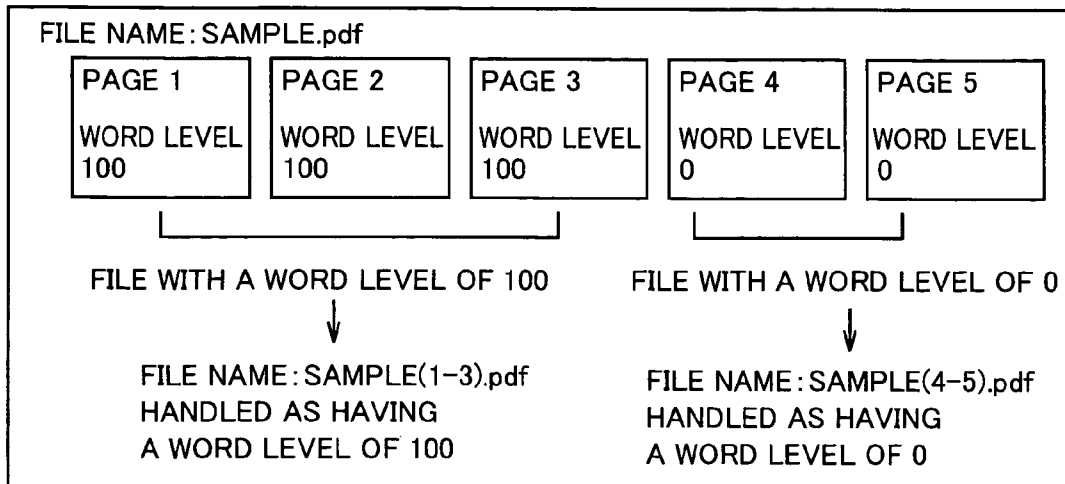 FILE NAME: SAMPLE.pdf
PAGE 1
WORD LEVEL
100
PAGE 2
WORD LEVEL
100
PAGE 3
WORD LEVEL
100
PAGE 4
WORD LEVEL
0
PAGE 5
WORD LEVEL
0
FILE WITH A WORD LEVEL OF 100
FILE NAME: SAMPLE(1-3).pdf
HANDLED AS HAVING
A WORD LEVEL OF 100
FILE WITH A WORD LEVEL OF 0
FILE NAME: SAMPLE(4-5).pdf
HANDLED AS HAVING
A WORD LEVEL OF 0